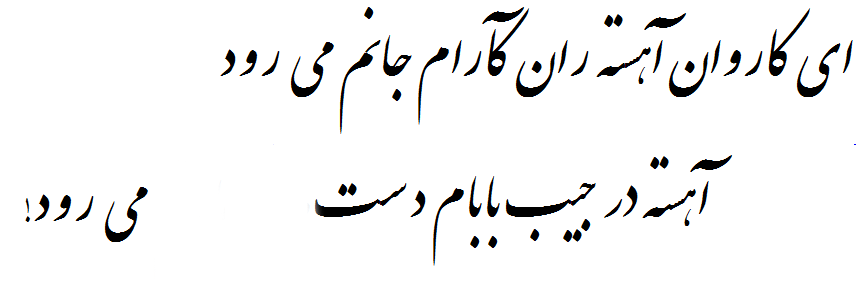 ای کاروان آهسته ران کآرام جانم می رود
آهسته در جیب بابام دست می رود!